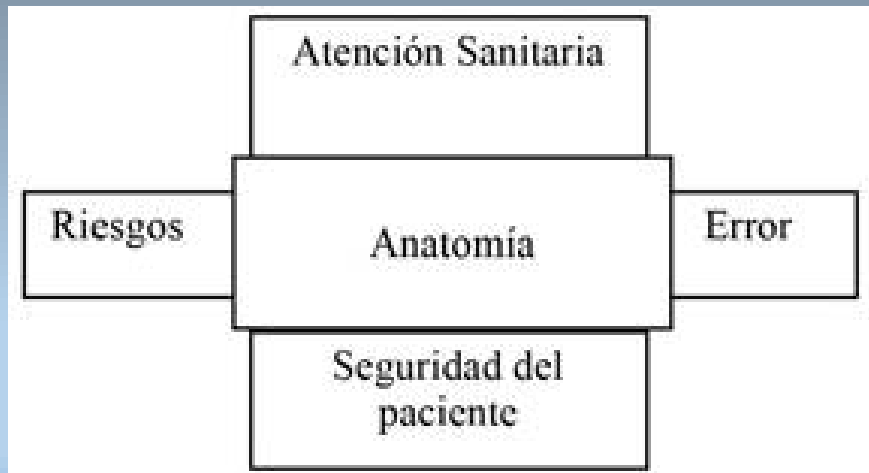 Atención Sanitaria
Riesgos
Anatomía
Error
Seguridad del
paciente